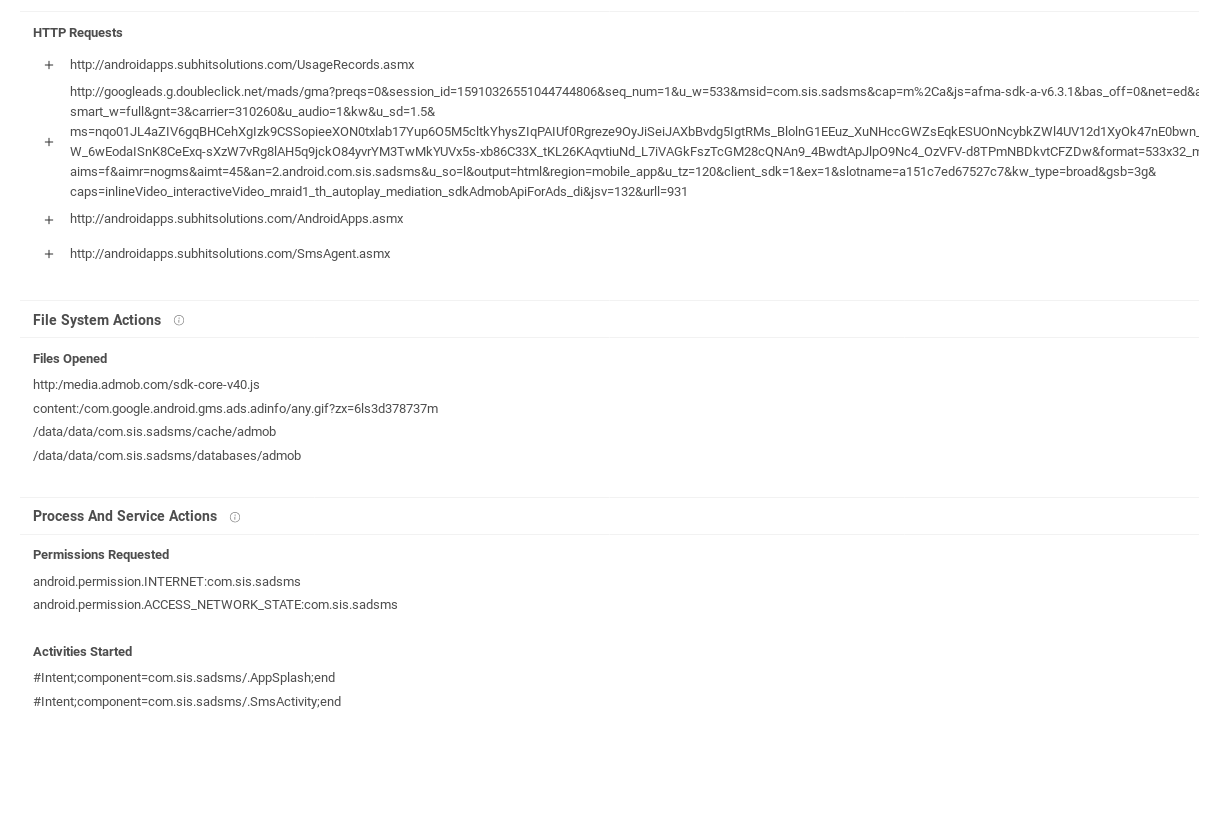 HTTP Requests
+ http://androidapps.subhitsolutions.com/UsageRecords.asmx
http://googleads.g.doubleclick.net/mads/gma?preqs=0&session_id=15910326551044744806&seq_num=1&u_w=533&msid=com.sis.sadsms&cap=m%2Ca&js=afma-sdk-a-v6.3.1&bas_off=0&net=ed&a
smart_w=full&gnt=3&carrier=310260&u_audio=1&kw&u_sd=1.5&
+ ms=nqo01JL4aZIV6gqBHCehXgIzk9CSSopieeXON0txlab17Yup6O5M5cltkYhysZIqPAIUf0Rgreze9OyJiSeiJAXbBvdg5IgtRMs_BlolnG1EEuz_XuNHccGWZsEqkESUOnNcybkZWl4UV12d1XyOk47nE0bwn_
W_6wEodaISnK8CeExq-sXzW7vRg8lAH5q9jckO84yvrYM3TwMkYUVx5s-xb86C33X_tKL26KAqvtiuNd_L7iVAGkFszTcGM28cQNAn9_4BwdtApJlpO9Nc4_OzVFV-d8TPmNBDkvtCFZDw&format=533x32_m
aims=f&aimr=nogms&aimt=45&an=2.android.com.sis.sadsms&u_so=l&output=html&region=mobile_app&u_tz=120&client_sdk=1&ex=1&slotname=a151c7ed67527c7&kw_type=broad&gsb=3g&
caps=inlineVideo_interactiveVideo_mraid1_th_autoplay_mediation_sdkAdmobApiForAds_di&jsv=132&urll=931
+ http://androidapps.subhitsolutions.com/AndroidApps.asmx
+ http://androidapps.subhitsolutions.com/SmsAgent.asmx
File System Actions
Files Opened
http:/media.admob.com/sdk-core-v40.js
content:/com.google.android.gms.ads.adinfo/any.gif?zx=6ls3d378737m
/data/data/com.sis.sadsms/cache/admob
/data/data/com.sis.sadsms/databases/admob
Process And Service Actions
Permissions Requested
android.permission.INTERNET:com.sis.sadsms
android.permission.ACCESS_NETWORK_STATE:com.sis.sadsms
Activities Started
#Intent;component=com.sis.sadsms/.AppSplash;end
#Intent;component=com.sis.sadsms/.SmsActivity;end